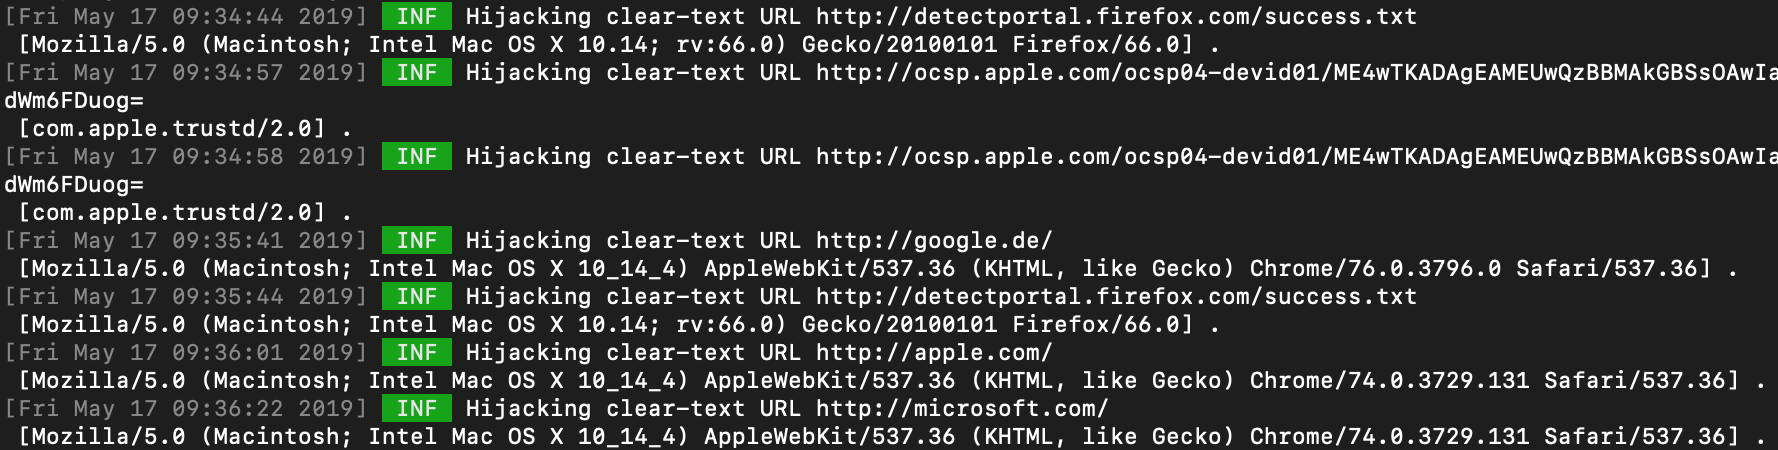 [Fri May 17 09:34:44 2019] INF Hijacking clear-text URL http://detectportal.firefox.com/success.txt
[Mozilla/5.0 (Macintosh; Intel Mac OS X 10.14; rv:66.0) Gecko/20100101 Firefox/66.0] .
[Fri May 17 09:34:57 2019] INF Hijacking clear-text URL http://ocsp.apple.com/ocsp04-devid01/ME4wTKADAgEAMEUwQzBBMAkGBSsOAwIa
dWm6FDuog=
[com.apple.trustd/2.0] .
[Fri May 17 09:34:58 2019] INF Hijacking clear-text URL http://ocsp.apple.com/ocsp04-devid01/ME4wTKADAgEAMEUwQzBBMAkGBSsOAwIa
dWm6FDuog=
[com.apple.trustd/2.0] .
[Fri May 17 09:35:41 2019] INF Hijacking clear-text URL http://google.de/
[Mozilla/5.0 (Macintosh; Intel Mac OS X 10_14_4) AppleWebKit/537.36 (KHTML, like Gecko) Chrome/76.0.3796.0 Safari/537.36] .
[Fri May 17 09:35:44 2019] INF Hijacking clear-text URL http://detectportal.firefox.com/success.txt
[Mozilla/5.0 (Macintosh; Intel Mac OS X 10.14; rv:66.0) Gecko/20100101 Firefox/66.0] .
[Fri May 17 09:36:01 2019] INF Hijacking clear-text URL http://apple.com/
[Mozilla/5.0 (Macintosh; Intel Mac OS X 10_14_4) AppleWebKit/537.36 (KHTML, like Gecko) Chrome/74.0.3729.131 Safari/537.36] .
[Fri May 17 09:36:22 2019] INF Hijacking clear-text URL http://microsoft.com/
[Mozilla/5.0 (Macintosh; Intel Mac OS X 10_14_4) AppleWebKit/537.36 (KHTML, like Gecko) Chrome/74.0.3729.131 Safari/537.36] .